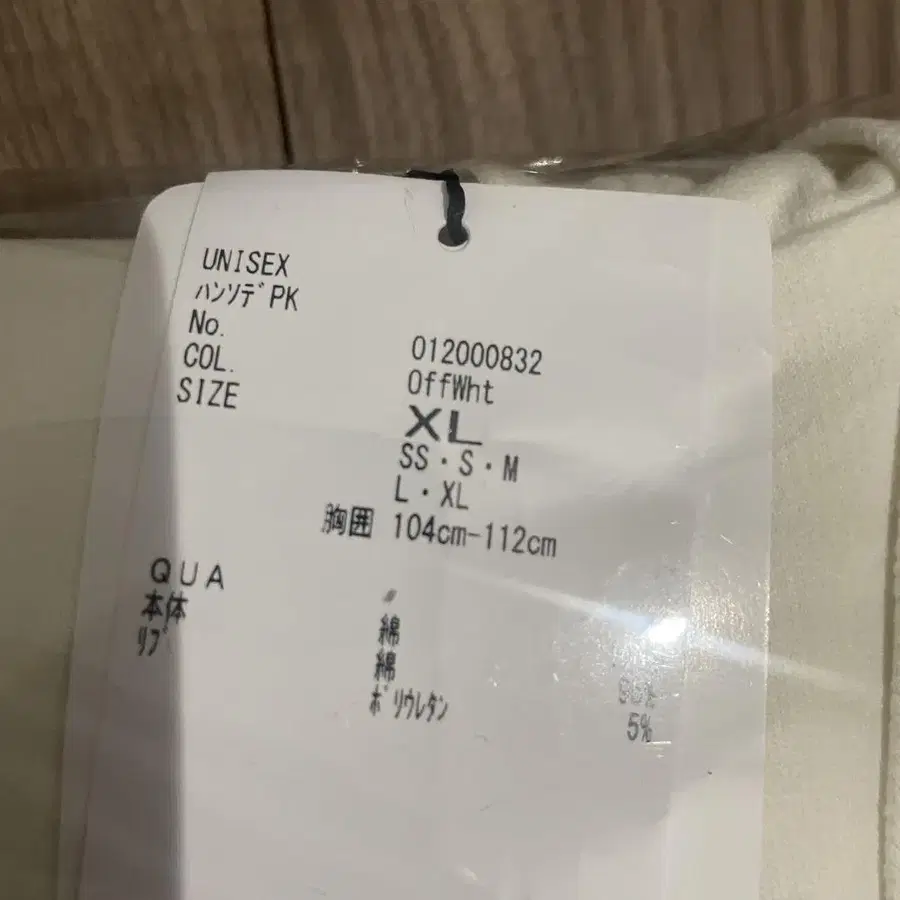 UNISEX
ﾊﾝｿﾃﾞPK
No. 012000832
COL. OffWht
SIZE XL
SS・S・M
L・XL
胸囲 104cm-112cm
QUA
本体 綿
ﾘﾌﾞ 綿
ﾎﾟﾘｳﾚﾀﾝ 5%